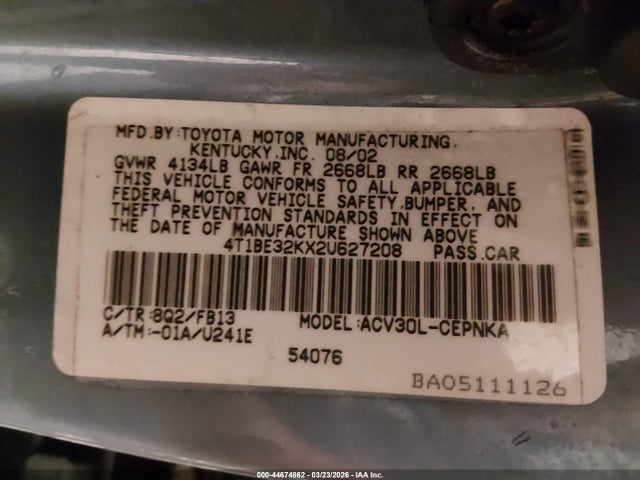 MFD.BY:TOYOTA MOTOR MANUFACTURING.
KENTUCKY.INC. 08/02
GVWR 4134LB GAWR FR 2668LB RR 2668LB
THIS VEHICLE CONFORMS TO ALL APPLICABLE
FEDERAL MOTOR VEHICLE SAFETY.BUMPER. AND
THEFT PREVENTION STANDARDS IN EFFECT ON
THE DATE OF MANUFACTURE SHOWN ABOVE
4T1BE32KX2U627208 PASS.CAR
C/TR:8Q2/FB13 MODEL:ACV30L-CEPNKA
A/TM:-01A/U241E
54076
BA05111126
000-44674862 - 03/23/2026 - IAA Inc.